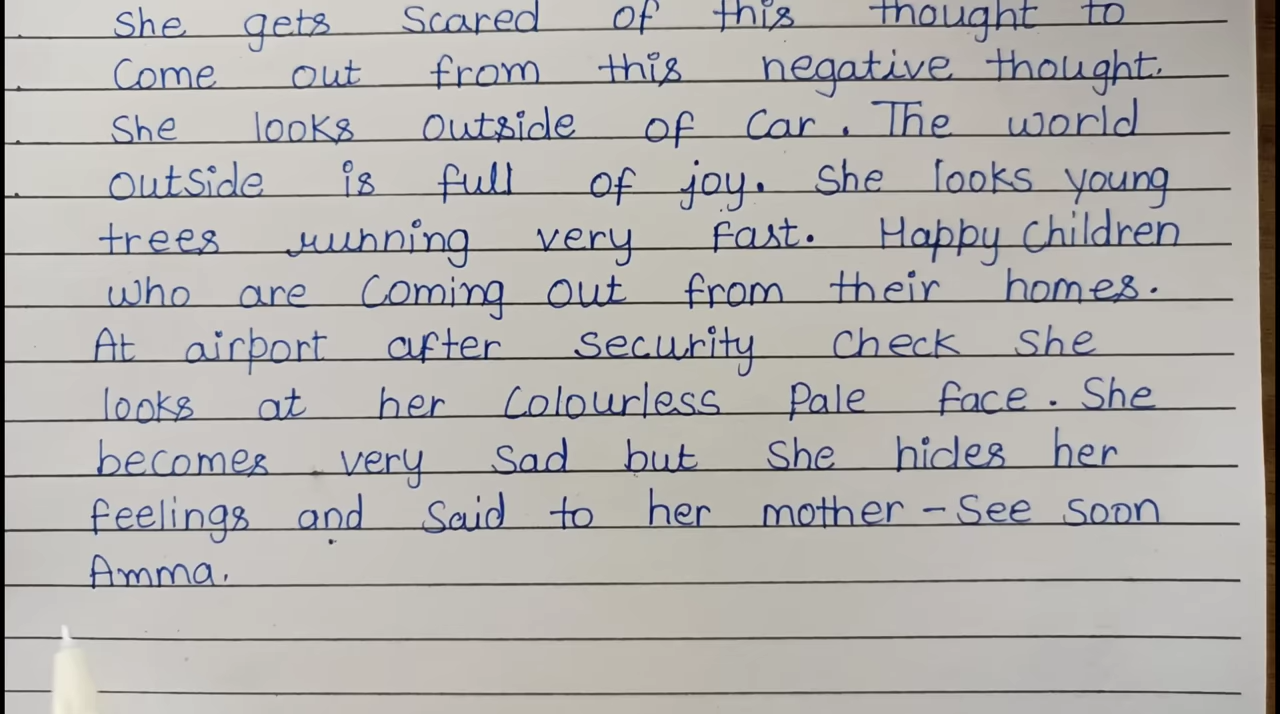 She gets scared of this thought to
Come out from this negative thought.
She looks outside of car. The world
outside is full of joy. She looks young
trees running very fast. Happy children
who are coming out from their homes.
At airport after security check she
looks at her colourless Pale face. She
becomes very sad but she hides her
feelings and said to her mother - See soon
Amma.